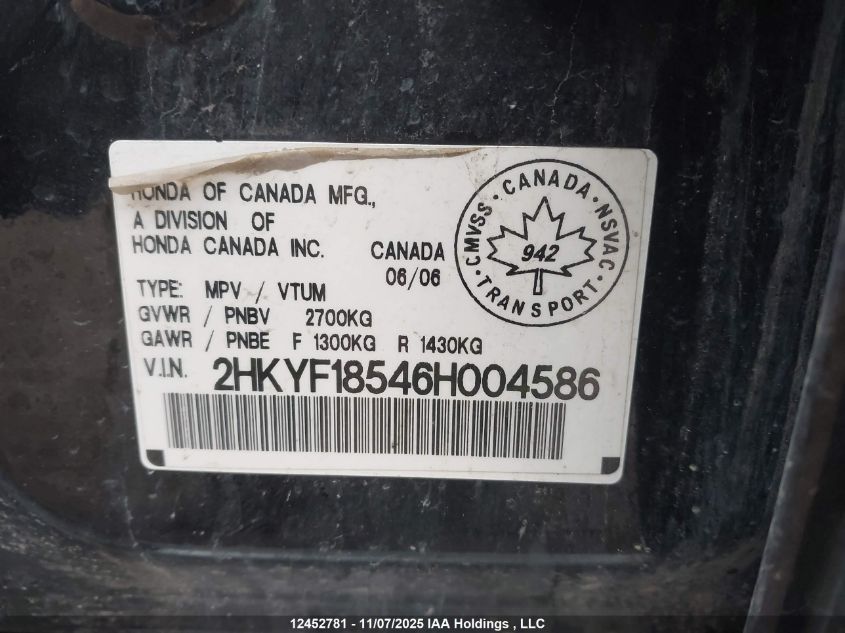 HONDA OF CANADA MFG.,
A DIVISION OF
HONDA CANADA INC. CANADA
06/06
TYPE: MPV / VTUM
GVWR / PNBV 2700KG
GAWR / PNBE F 1300KG R 1430KG
V.I.N. 2HKYF18546H004586
CANADA · NSVAC · TRANSPORT · CMVSS ·
942
12452781 - 11/07/2025 IAA Holdings , LLC